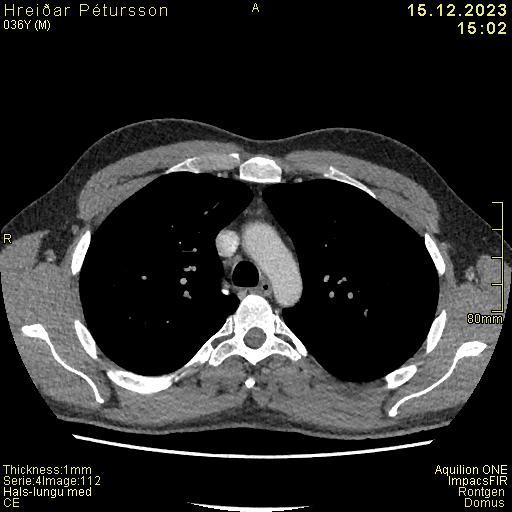 Hreiðar Pétursson
036Y (M)
A
15.12.2023
15:02
R
80mm
Thickness:1mm
Serie:4Image:112
Hals-lungu med
CE
Aquilion ONE
ImpacsFIR
Rontgen
Domus